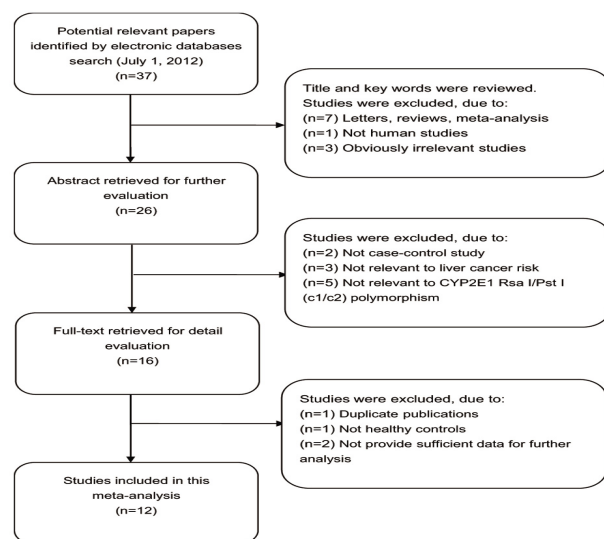 Potential relevant papers
identified by electronic databases
search (July 1, 2012)
(n=37)
Title and key words were reviewed.
Studies were excluded, due to:
(n=7) Letters, reviews, meta-analysis
(n=1) Not human studies
(n=3) Obviously irrelevant studies
Abstract retrieved for further
evaluation
(n=26)
Studies were excluded, due to:
(n=2) Not case-control study
(n=3) Not relevant to liver cancer risk
(n=5) Not relevant to CYP2E1 Rsa I/Pst I
(c1/c2) polymorphism
Full-text retrieved for detail
evaluation
(n=16)
Studies were excluded, due to:
(n=1) Duplicate publications
(n=1) Not healthy controls
(n=2) Not provide sufficient data for further
analysis
Studies included in this
meta-analysis
(n=12)